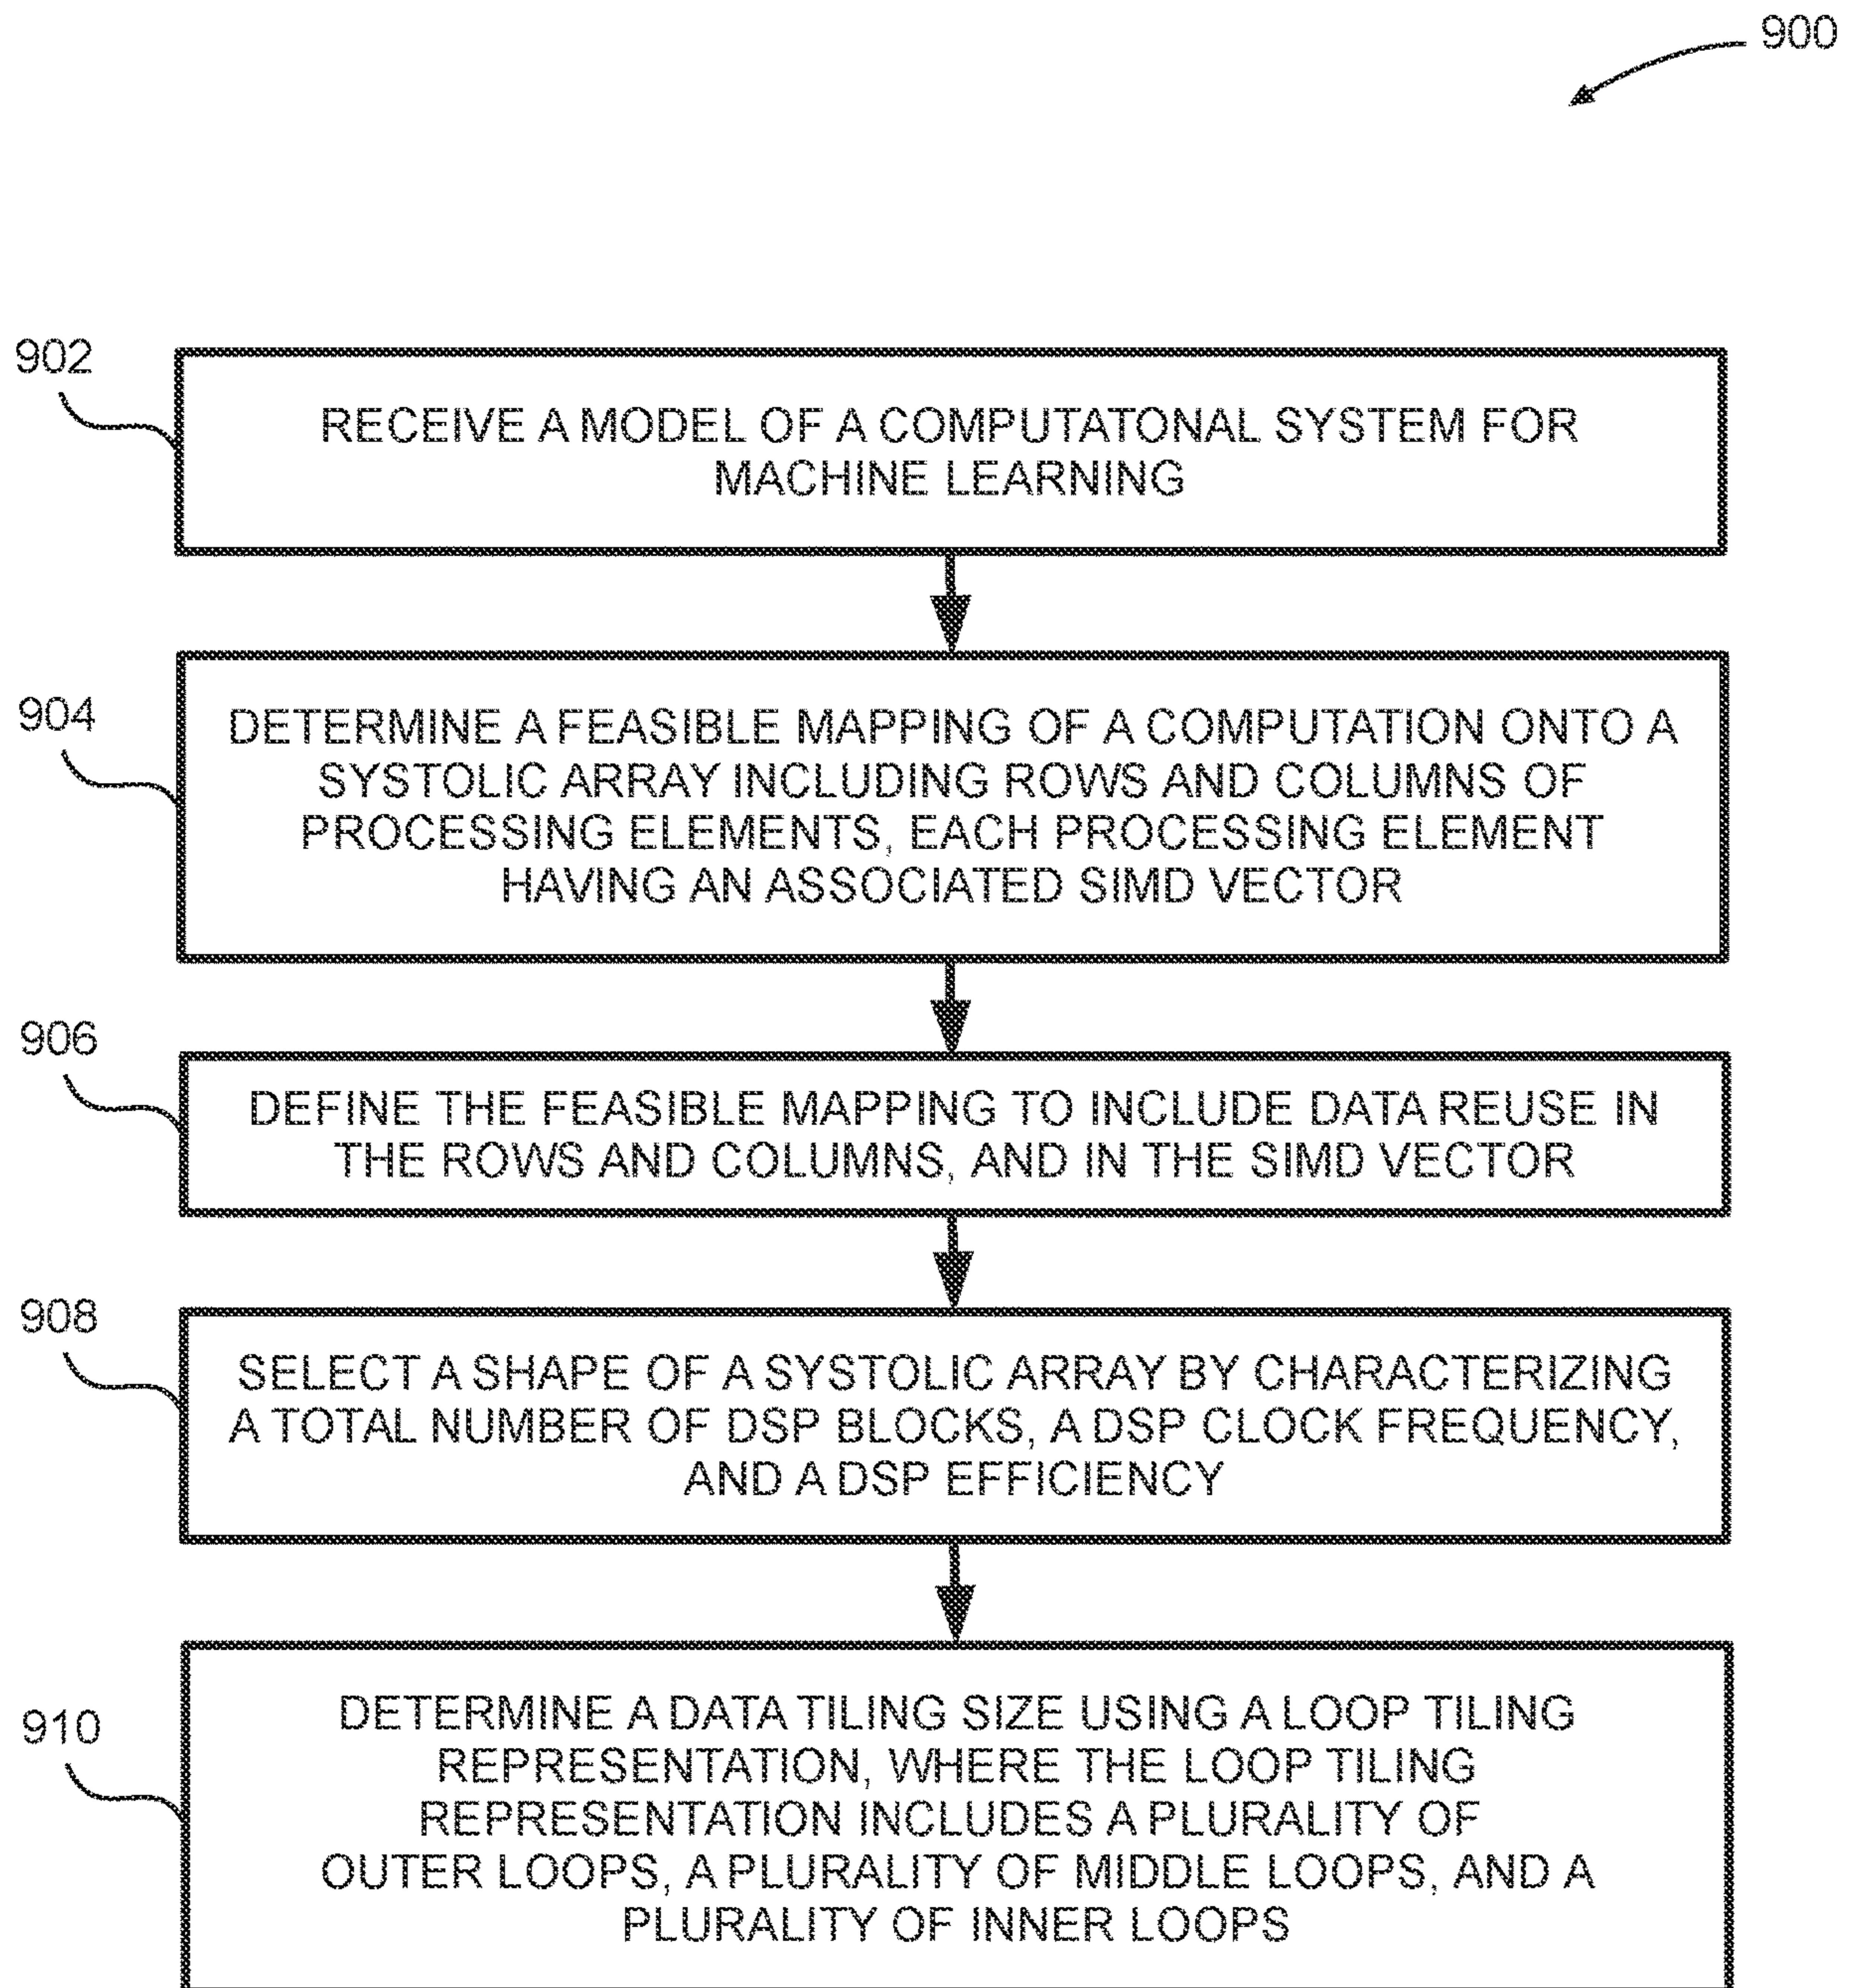 900
902
RECEIVE A MODEL OF A COMPUTATONAL SYSTEM FOR
MACHINE LEARNING
904
DETERMINE A FEASIBLE MAPPING OF A COMPUTATION ONTO A
SYSTOLIC ARRAY INCLUDING ROWS AND COLUMNS OF
PROCESSING ELEMENTS, EACH PROCESSING ELEMENT
HAVING AN ASSOCIATED SIMD VECTOR
906
DEFINE THE FEASIBLE MAPPING TO INCLUDE DATA REUSE IN
THE ROWS AND COLUMNS, AND IN THE SIMD VECTOR
908
SELECT A SHAPE OF A SYSTOLIC ARRAY BY CHARACTERIZING
A TOTAL NUMBER OF DSP BLOCKS, A DSP CLOCK FREQUENCY,
AND A DSP EFFICIENCY
910
DETERMINE A DATA TILING SIZE USING A LOOP TILING
REPRESENTATION, WHERE THE LOOP TILING
REPRESENTATION INCLUDES A PLURALITY OF
OUTER LOOPS, A PLURALITY OF MIDDLE LOOPS, AND A
PLURALITY OF INNER LOOPS